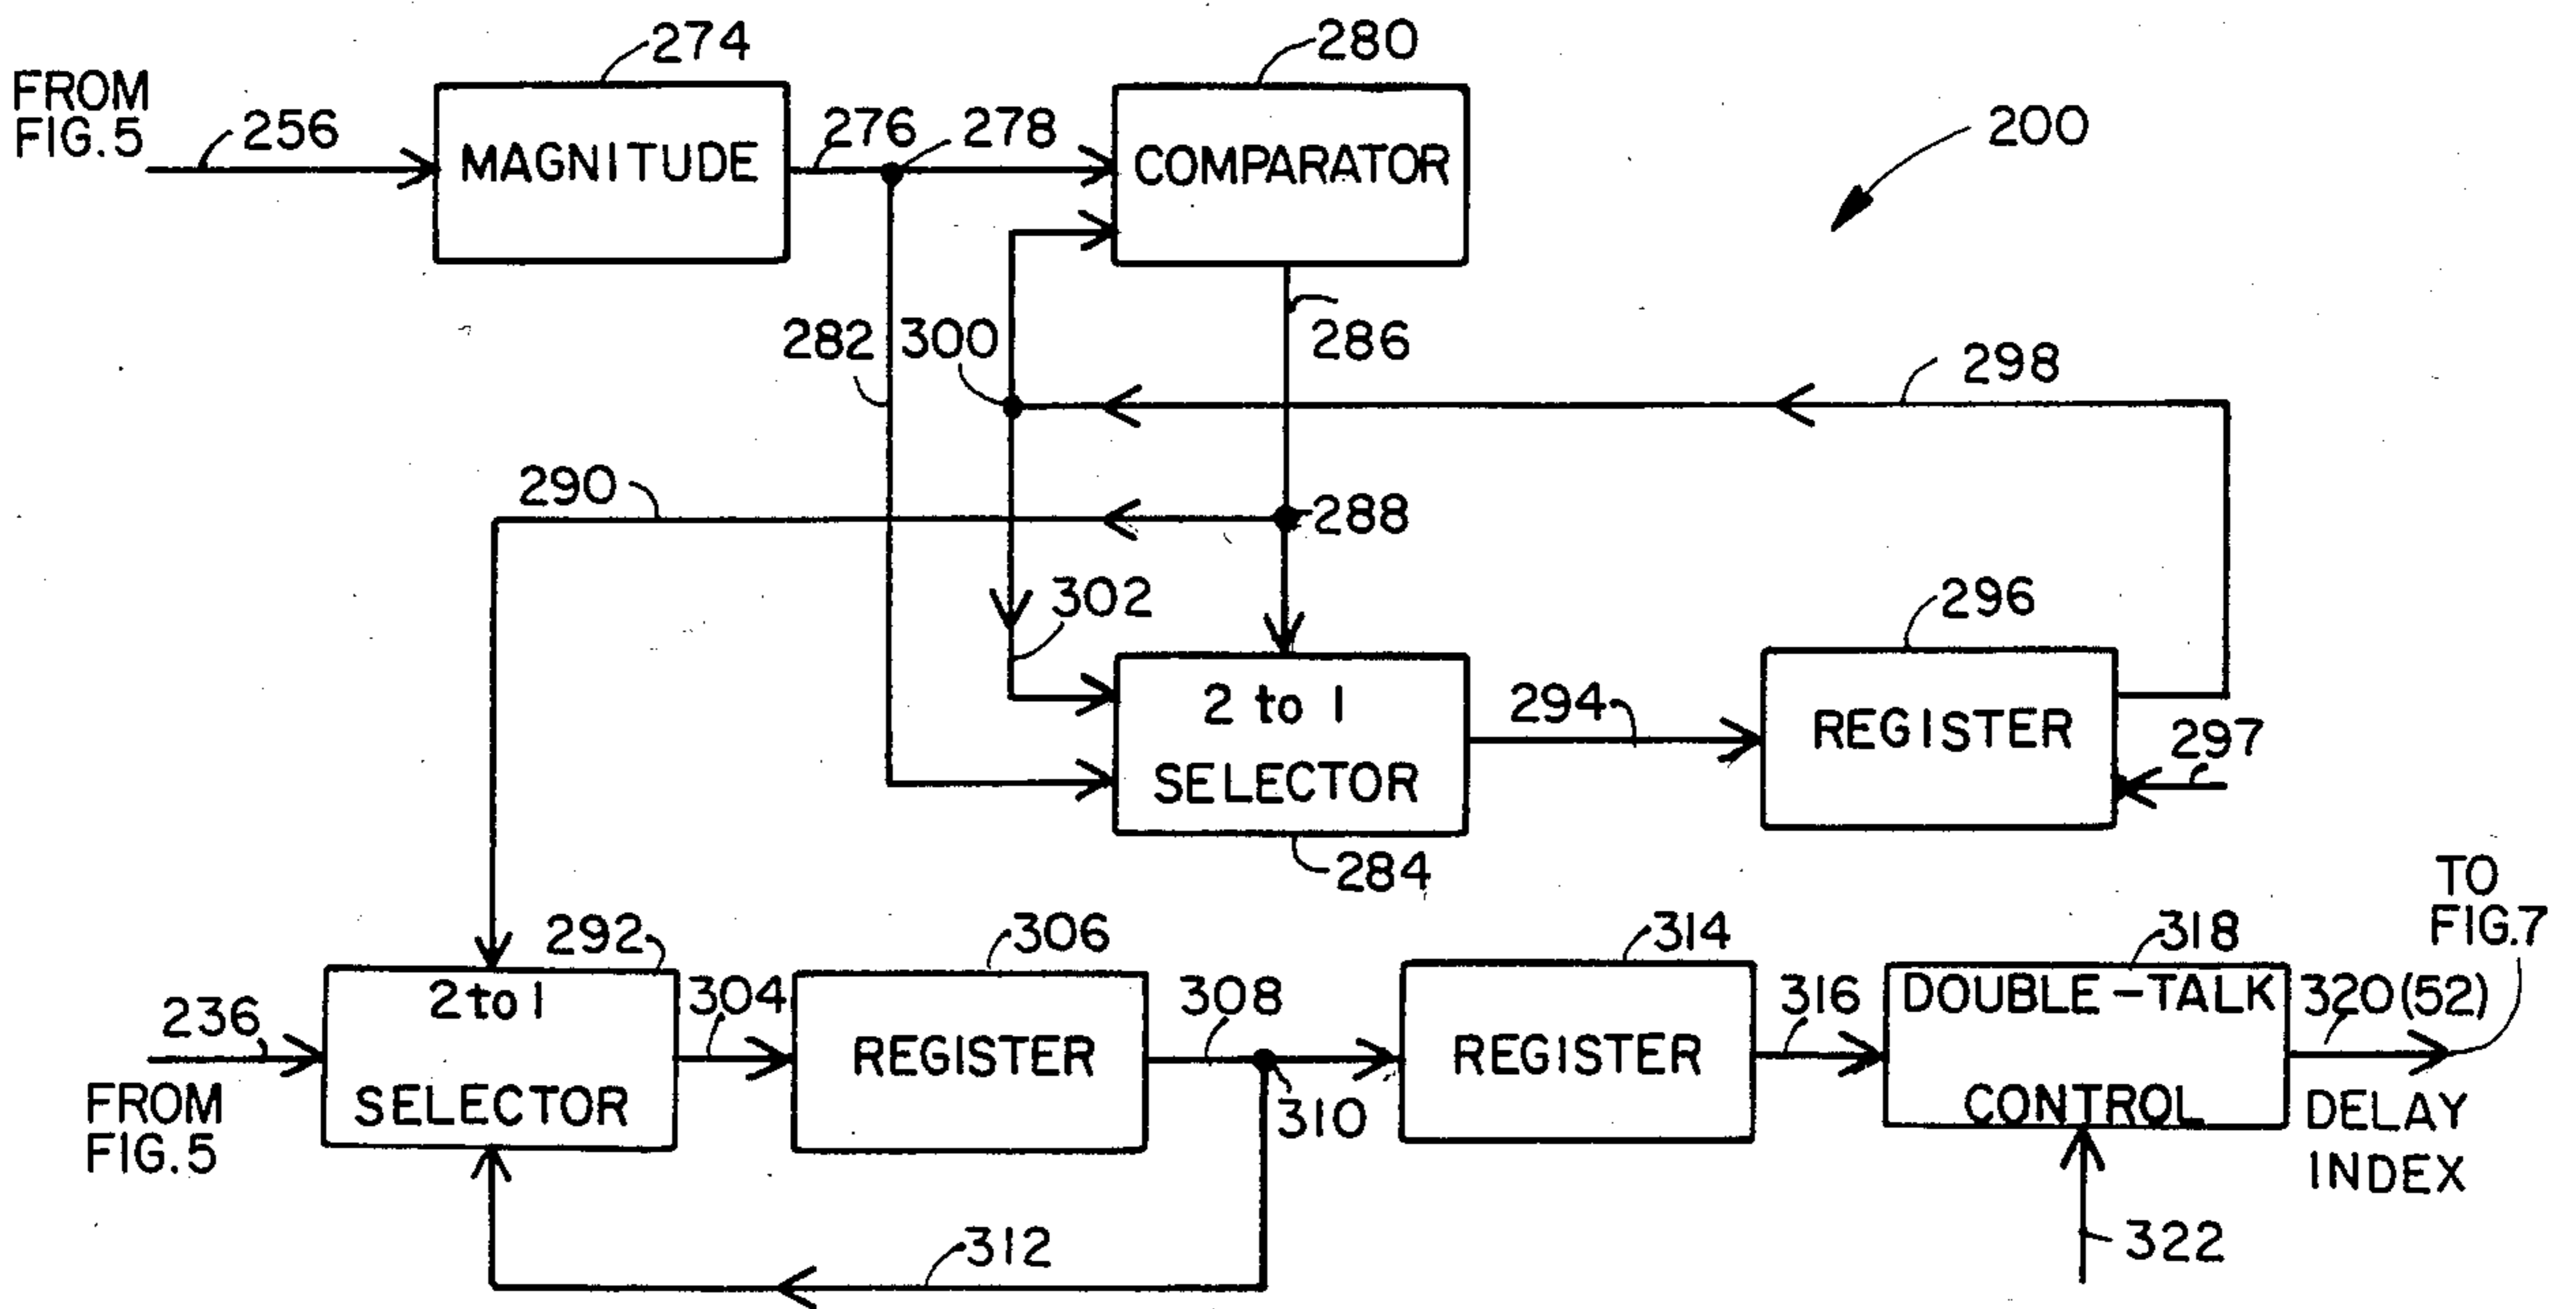 FROM
FIG.5
256
274
MAGNITUDE
276
278
280
COMPARATOR
200
282
300
286
298
290
288
302
296
2 to 1
SELECTOR
284
294
REGISTER
297
292
2 to 1
SELECTOR
236
FROM
FIG.5
304
306
REGISTER
308
310
312
314
REGISTER
316
318
DOUBLE-TALK
CONTROL
320(52)
TO
FIG.7
DELAY
INDEX
322